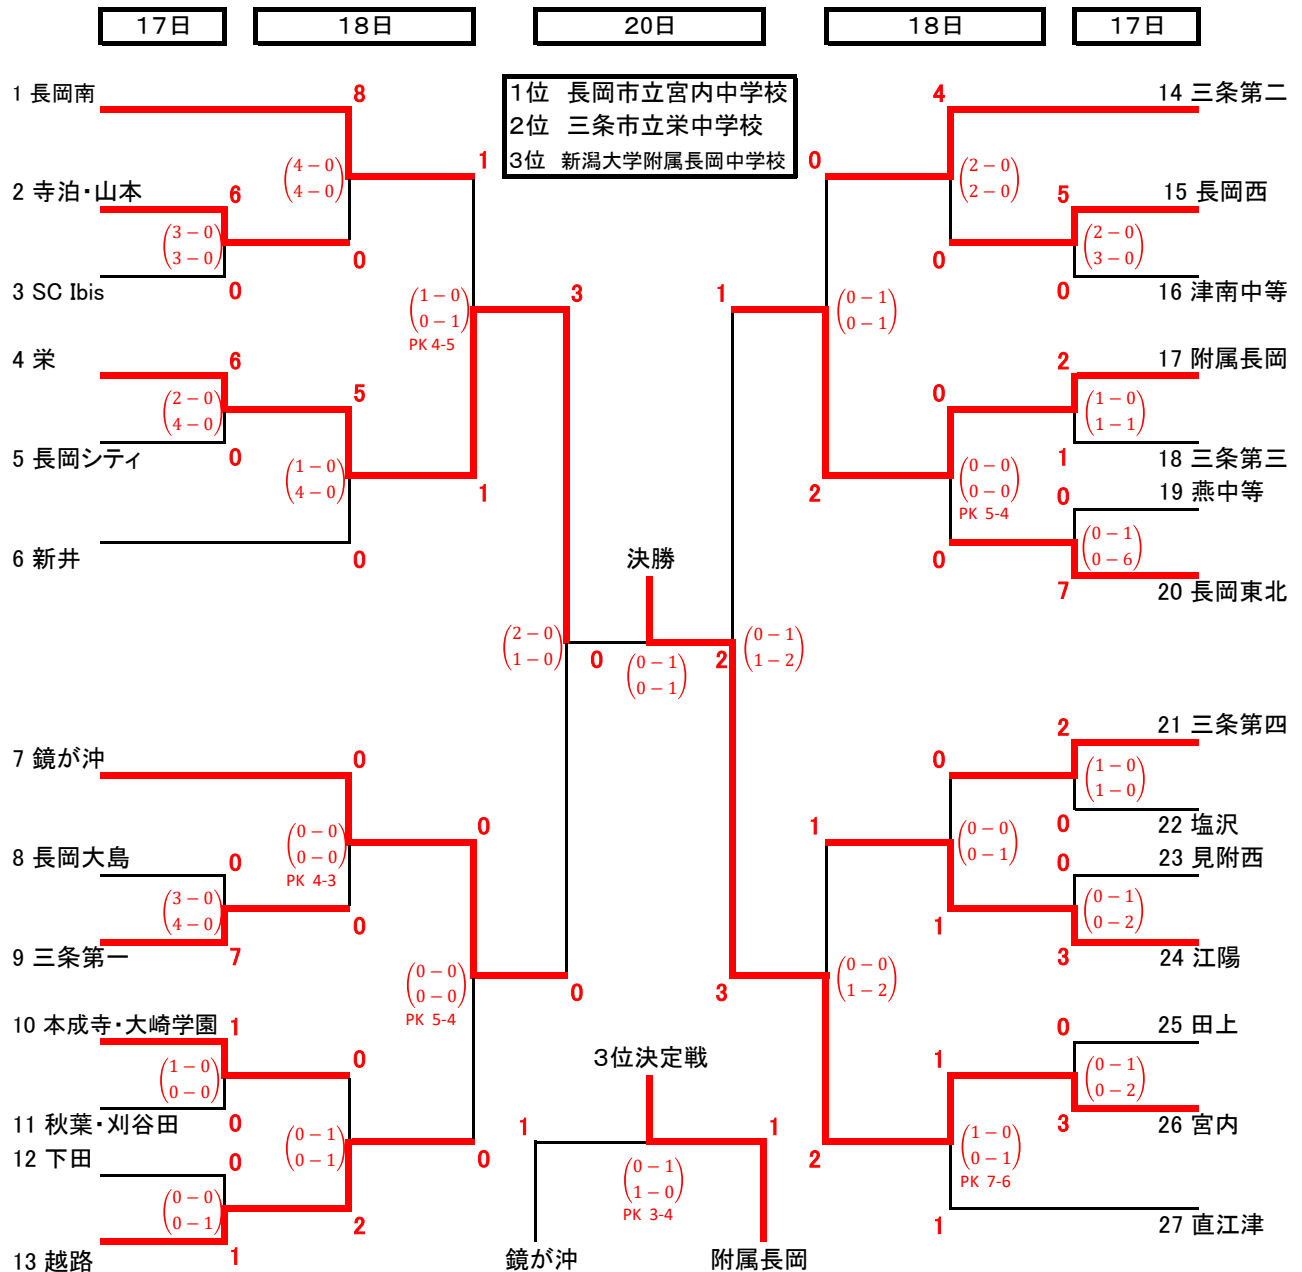 17日
18日
20日
18日
17日
1位 長岡市立宮内中学校
2位 三条市立栄中学校
3位 新潟大学附属長岡中学校
1 長岡南
8
(4－0)
(4－0)
1
2 寺泊・山本
6
(3－0)
(3－0)
0
3 SC Ibis
0
(1－0)
(0－1)
PK 4-5
3
4 栄
6
(2－0)
(4－0)
5
5 長岡シティ
0
(1－0)
(4－0)
1
6 新井
0
(2－0)
(1－0)
0
7 鏡が沖
0
(0－0)
(0－0)
PK 4-3
0
8 長岡大島
0
(3－0)
(4－0)
0
9 三条第一
7
(0－0)
(0－0)
PK 5-4
0
10 本成寺・大崎学園
1
(1－0)
(0－0)
0
11 秋葉・刈谷田
0
(0－1)
(0－1)
0
12 下田
0
(0－0)
(0－1)
2
13 越路
1
決勝
(0－1)
(0－1)
2
3位決定戦
1
1
(0－1)
(1－0)
PK 3-4
鏡が沖
附属長岡
4
14 三条第二
0
(2－0)
(2－0)
5
15 長岡西
(2－0)
(3－0)
0
0
16 津南中等
1
(0－1)
(0－1)
2
17 附属長岡
0
(1－0)
(1－1)
1
18 三条第三
2
(0－0)
(0－0)
PK 5-4
0
19 燕中等
0
(0－1)
(0－6)
7
20 長岡東北
(0－1)
(1－2)
2
21 三条第四
0
(1－0)
(1－0)
0
22 塩沢
1
(0－0)
(0－1)
0
23 見附西
(0－1)
(0－2)
1
3
24 江陽
3
(0－0)
(1－2)
0
25 田上
1
(0－1)
(0－2)
3
26 宮内
2
(1－0)
(0－1)
PK 7-6
1
27 直江津